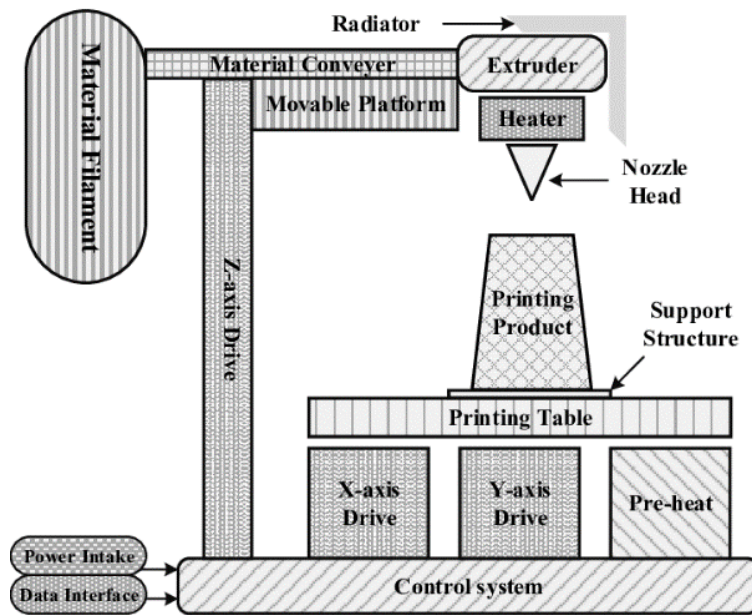 Radiator
Material Filament
Material Conveyer
Extruder
Movable Platform
Heater
Nozzle
Head
Z-axis Drive
Printing
Product
Support
Structure
Printing Table
X-axis
Drive
Y-axis
Drive
Pre-heat
Power Intake
Data Interface
Control system